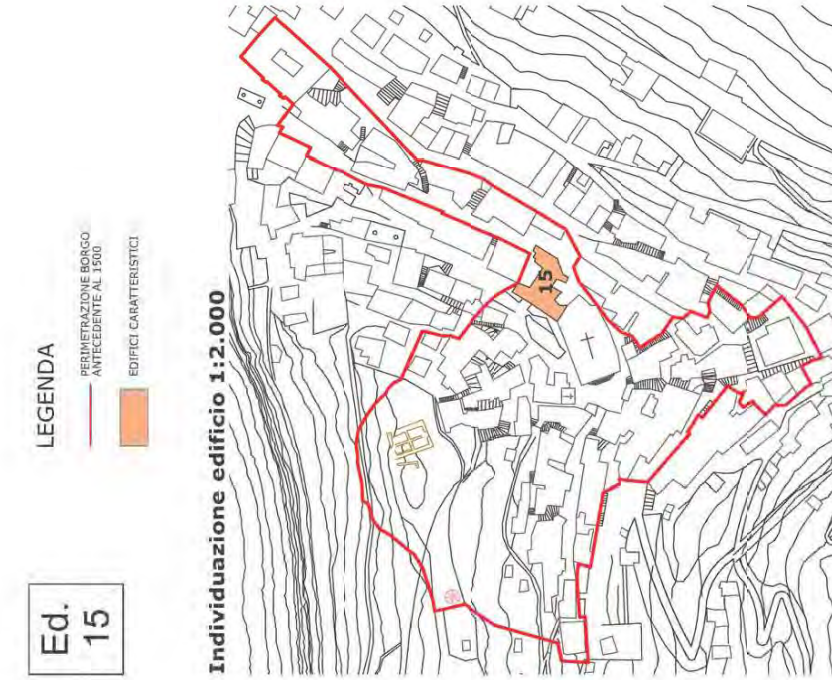 Ed.
15
LEGENDA
PERIMETRAZIONE BORGO
ANTECEDENTE AL 1500
EDIFICI CARATTERISTICI
Individuazione edificio 1:2.000
15